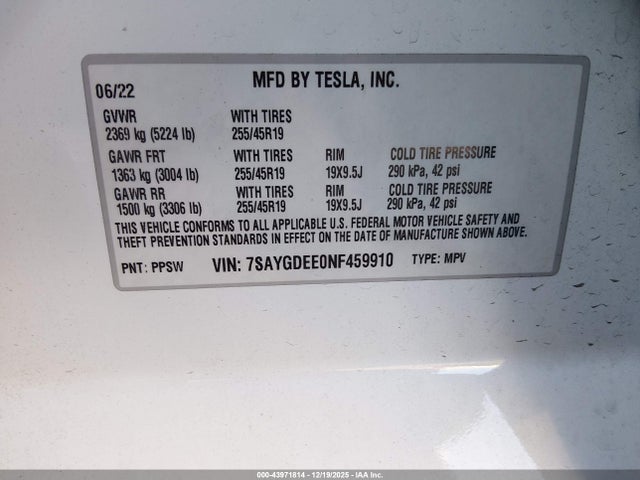 06/22 MFD BY TESLA, INC.
GVWR WITH TIRES
2369 kg (5224 lb) 255/45R19
GAWR FRT WITH TIRES RIM COLD TIRE PRESSURE
1363 kg (3004 lb) 255/45R19 19X9.5J 290 kPa, 42 psi
GAWR RR WITH TIRES RIM COLD TIRE PRESSURE
1500 kg (3306 lb) 255/45R19 19X9.5J 290 kPa, 42 psi
THIS VEHICLE CONFORMS TO ALL APPLICABLE U.S. FEDERAL MOTOR VEHICLE SAFETY AND
THEFT PREVENTION STANDARDS IN EFFECT ON THE DATE OF MANUFACTURE SHOWN ABOVE.
PNT: PPSW VIN: 7SAYGDEE0NF459910 TYPE: MPV
000-43971814 - 12/19/2025 - IAA Inc.